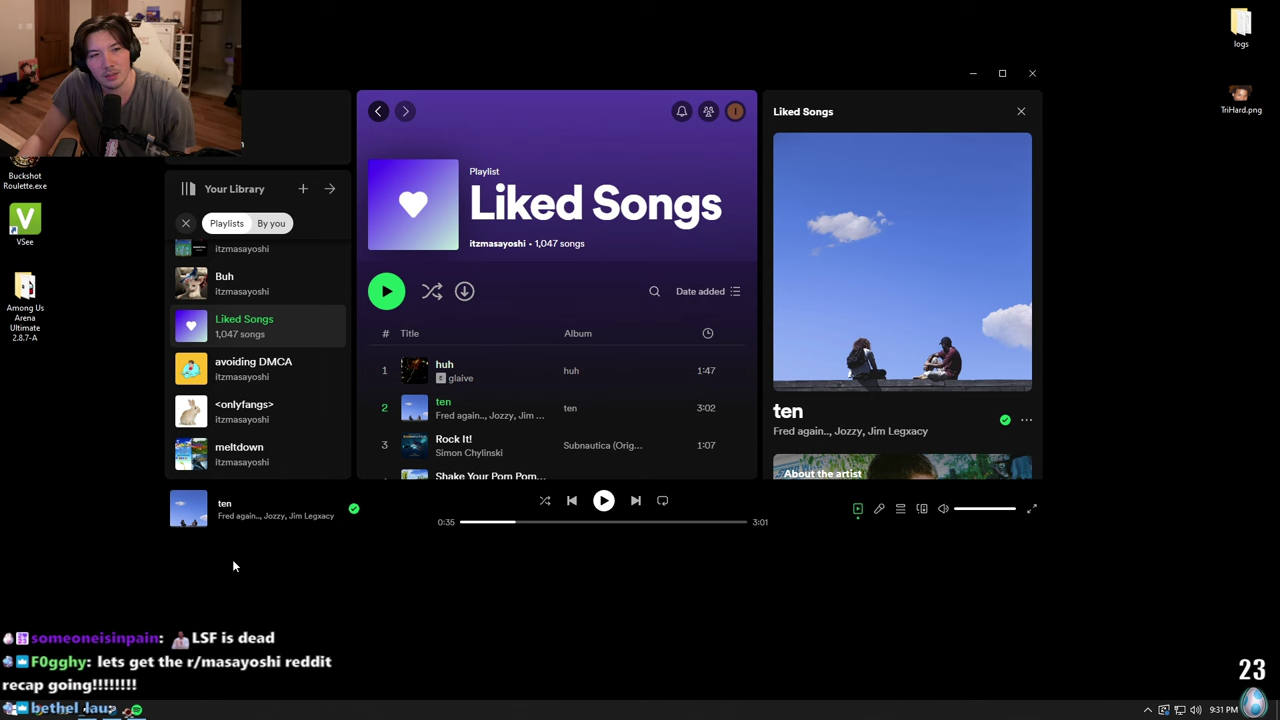 logs
TriHard.png
Buckshot
Roulette.exe
VSee
Among Us
Arena
Ultimate
2.8.7-A
Your Library
Playlists
By you
itzmasayoshi
Buh
itzmasayoshi
Liked Songs
1,047 songs
avoiding DMCA
itzmasayoshi
<onlyfangs>
itzmasayoshi
meltdown
itzmasayoshi
Playlist
Liked Songs
itzmasayoshi • 1,047 songs
Date added
# Title Album
1 huh huh 1:47
E glaive
2 ten ten 3:02
Fred again.., Jozzy, Jim ...
3 Rock It! Subnautica (Orig... 1:07
Simon Chylinski
Shake Your Pom Pom...
Liked Songs
ten
Fred again.., Jozzy, Jim Legxacy
About the artist
ten
Fred again.., Jozzy, Jim Legxacy
0:35
3:01
someoneisinpain: LSF is dead
F0gghy: lets get the r/masayoshi reddit
recap going!!!!!!!!
bethel_lau:
23
9:31 PM